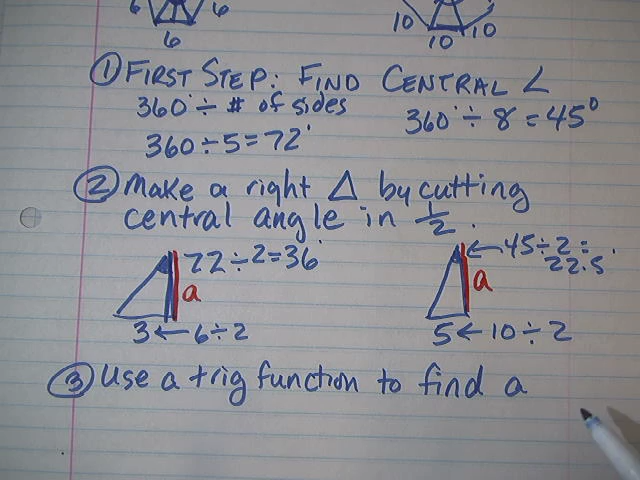 6 6
6
10 10 10
① FIRST STEP: FIND CENTRAL ∠
360° ÷ # of sides
360° ÷ 8 = 45°
360 ÷ 5 = 72°
② Make a right △ by cutting
central angle in 1/2.
72 ÷ 2 = 36°
a
3 ← 6 ÷ 2
← 45 ÷ 2 =
22.5°
a
5 ← 10 ÷ 2
③ Use a trig function to find a